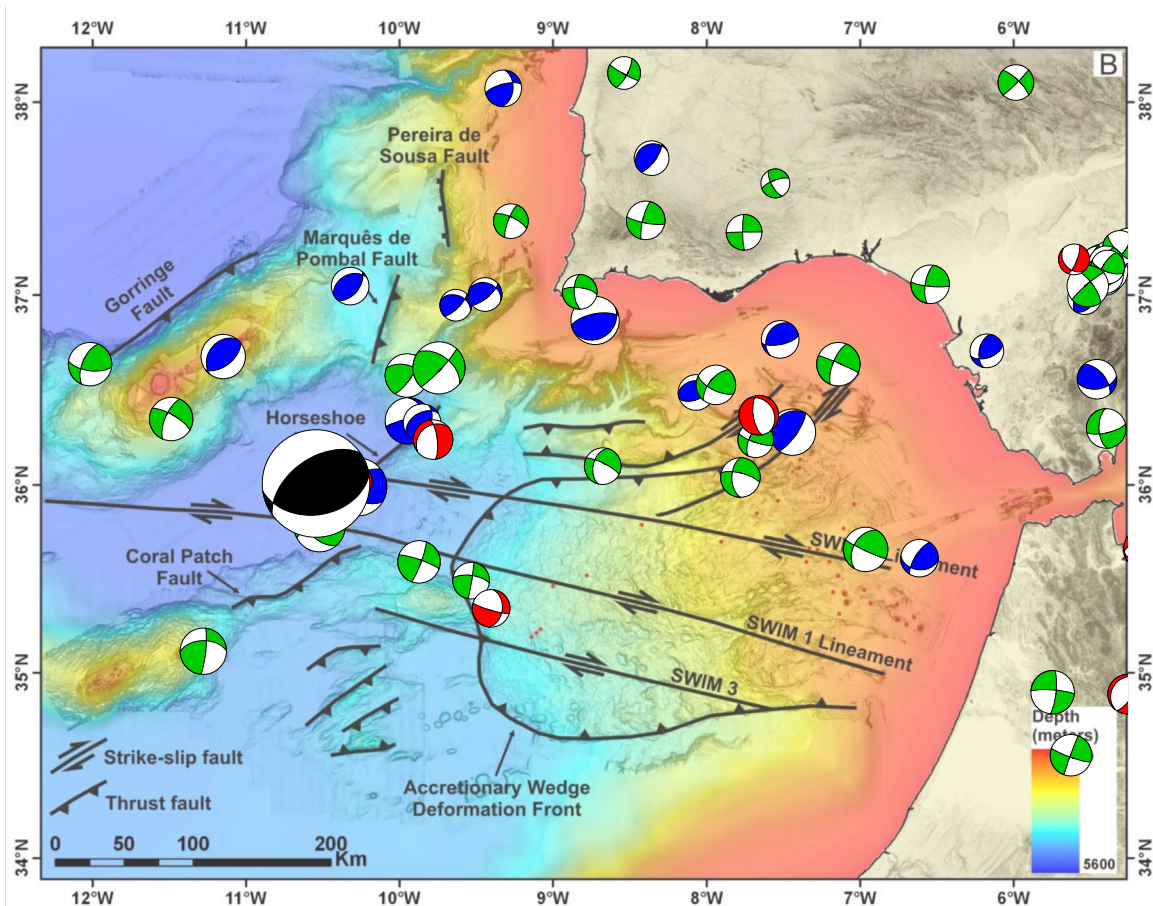 12°W 11°W 10°W 9°W 8°W 7°W 6°W
B
38°N 38°N
Pereira de
Sousa Fault
Marquês de
Pombal Fault
Gorringe
Fault
37°N 37°N
Horseshoe
36°N 36°N
Coral Patch
Fault
SWIM 1 Lineament
SWIM 3
35°N 35°N
Depth
(meters)
Strike-slip fault
Thrust fault
Accretionary Wedge
Deformation Front
0 50 100 200
Km
5600
34°N 34°N
12°W 11°W 10°W 9°W 8°W 7°W 6°W